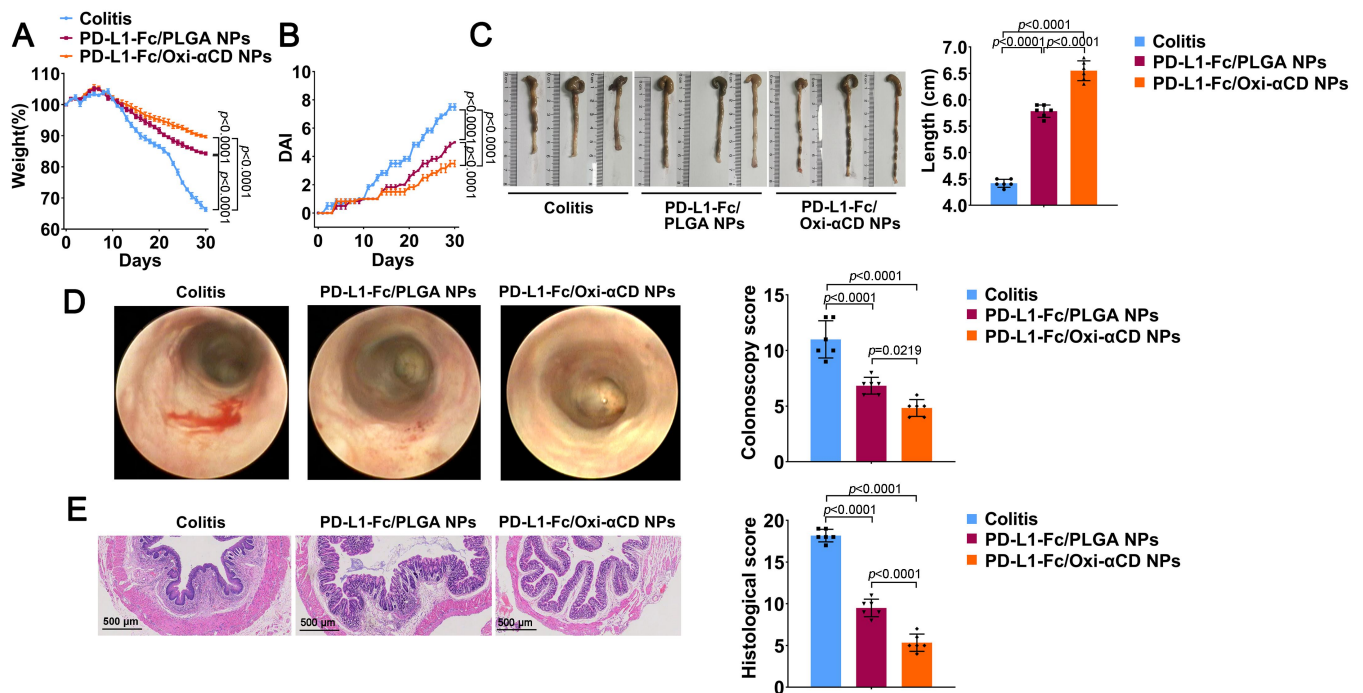 A
Colitis
PD-L1-Fc/PLGA NPs
PD-L1-Fc/Oxi-αCD NPs
Weight(%)
110
100
90
80
70
60
0
10
20
30
Days
p<0.0001
p<0.0001
p<0.0001
B
DAI
10
8
6
4
2
0
0
10
20
30
Days
p<0.0001
p<0.0001
p<0.0001
C
Colitis
PD-L1-Fc/
PLGA NPs
PD-L1-Fc/
Oxi-αCD NPs
Length (cm)
7.0
6.5
6.0
5.5
5.0
4.5
4.0
p<0.0001
p<0.0001
p<0.0001
Colitis
PD-L1-Fc/PLGA NPs
PD-L1-Fc/Oxi-αCD NPs
D
Colitis
PD-L1-Fc/PLGA NPs
PD-L1-Fc/Oxi-αCD NPs
Colonoscopy score
15
10
5
0
p<0.0001
p<0.0001
p=0.0219
Colitis
PD-L1-Fc/PLGA NPs
PD-L1-Fc/Oxi-αCD NPs
E
Colitis
PD-L1-Fc/PLGA NPs
PD-L1-Fc/Oxi-αCD NPs
500 µm
500 µm
500 µm
Histological score
20
15
10
5
0
p<0.0001
p<0.0001
p<0.0001
Colitis
PD-L1-Fc/PLGA NPs
PD-L1-Fc/Oxi-αCD NPs